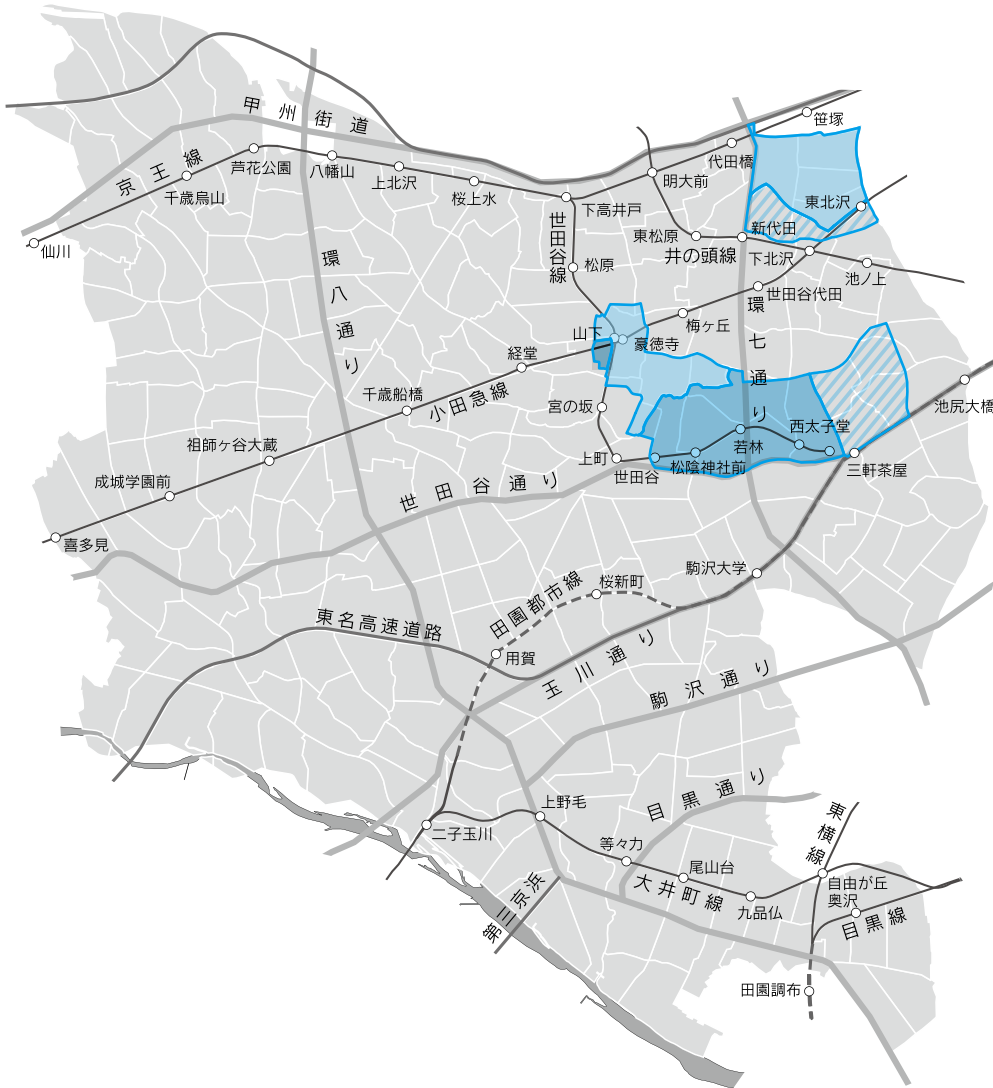 甲州街道
笹塚
代田橋
京王線
芦花公園
八幡山
上北沢
桜上水
千歳烏山
明大前
下高井戸
世田谷線
東北沢
仙川
東松原
新代田
井の頭線
下北沢
松原
池ノ上
環八通り
世田谷代田
環七通り
梅ヶ丘
山下
豪徳寺
経堂
千歳船橋
小田急線
宮の坂
池尻大橋
西太子堂
若林
祖師ヶ谷大蔵
上町
松陰神社前
三軒茶屋
世田谷
成城学園前
世田谷通り
喜多見
駒沢大学
桜新町
田園都市線
東名高速道路
用賀
玉川通り
駒沢通り
目黒通り
上野毛
東横線
二子玉川
等々力
尾山台
自由が丘
奥沢
大井町線
九品仏
目黒線
第三京浜
田園調布